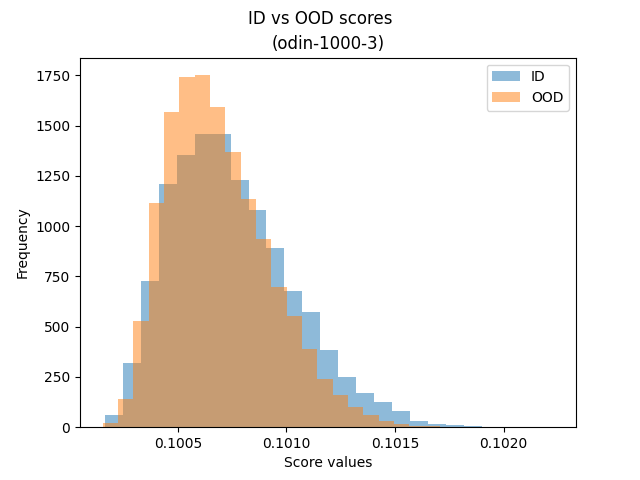 ID vs OOD scores
(odin-1000-3)
ID
OOD
Frequency
1750
1500
1250
1000
750
500
250
0
0.1005
0.1010
0.1015
0.1020
Score values